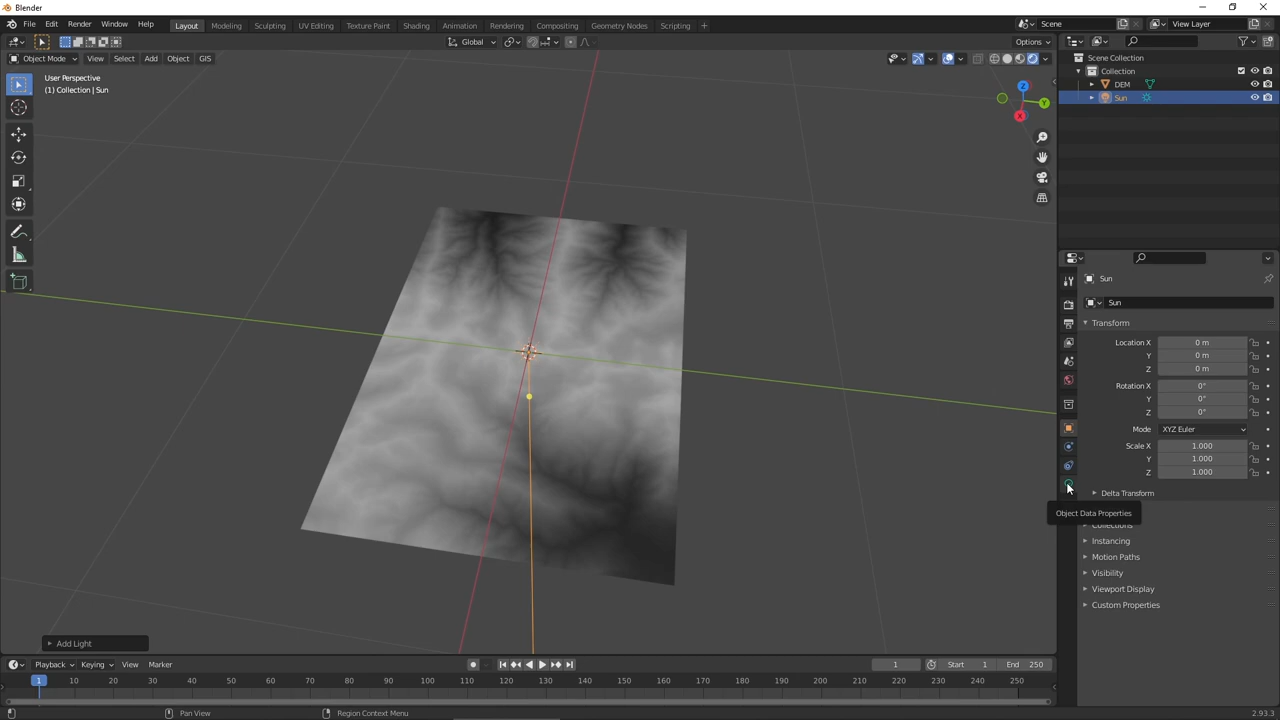 Blender
File Edit Render Window Help Layout Modeling Sculpting UV Editing Texture Paint Shading Animation Rendering Compositing Geometry Nodes Scripting + Scene View Layer
Global Options
Object Mode View Select Add Object GIS
User Perspective
(1) Collection | Sun
Z
Y
X
Add Light
Scene Collection
Collection
DEM
Sun
Sun
Sun
Transform
Location X 0 m
Y 0 m
Z 0 m
Rotation X 0°
Y 0°
Z 0°
Mode XYZ Euler
Scale X 1.000
Y 1.000
Z 1.000
Delta Transform
Object Data Properties
Collections
Instancing
Motion Paths
Visibility
Viewport Display
Custom Properties
Playback Keying View Marker 1 Start 1 End 250
1 10 20 30 40 50 60 70 80 90 100 110 120 130 140 150 160 170 180 190 200 210 220 230 240 250
Pan View Region Context Menu 2.93.3